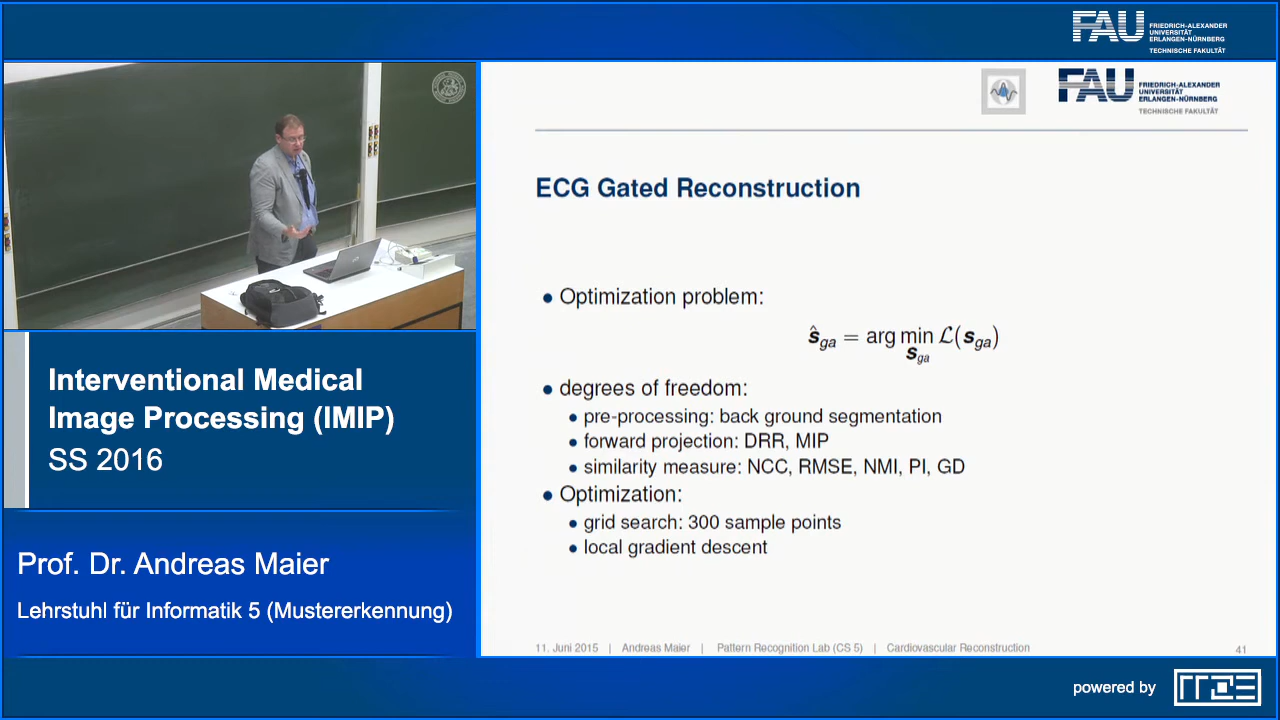 FAU
FRIEDRICH-ALEXANDER
UNIVERSITÄT
ERLANGEN-NÜRNBERG
TECHNISCHE FAKULTÄT
FAU
FRIEDRICH-ALEXANDER
UNIVERSITÄT
ERLANGEN-NÜRNBERG
TECHNISCHE FAKULTÄT
ECG Gated Reconstruction
• Optimization problem:
ŝ_ga = arg min L(s_ga)
s_ga
• degrees of freedom:
• pre-processing: back ground segmentation
• forward projection: DRR, MIP
• similarity measure: NCC, RMSE, NMI, PI, GD
• Optimization:
• grid search: 300 sample points
• local gradient descent
11. Juni 2015 | Andreas Maier | Pattern Recognition Lab (CS 5) | Cardiovascular Reconstruction 41
Interventional Medical
Image Processing (IMIP)
SS 2016
Prof. Dr. Andreas Maier
Lehrstuhl für Informatik 5 (Mustererkennung)
powered by
RRZE